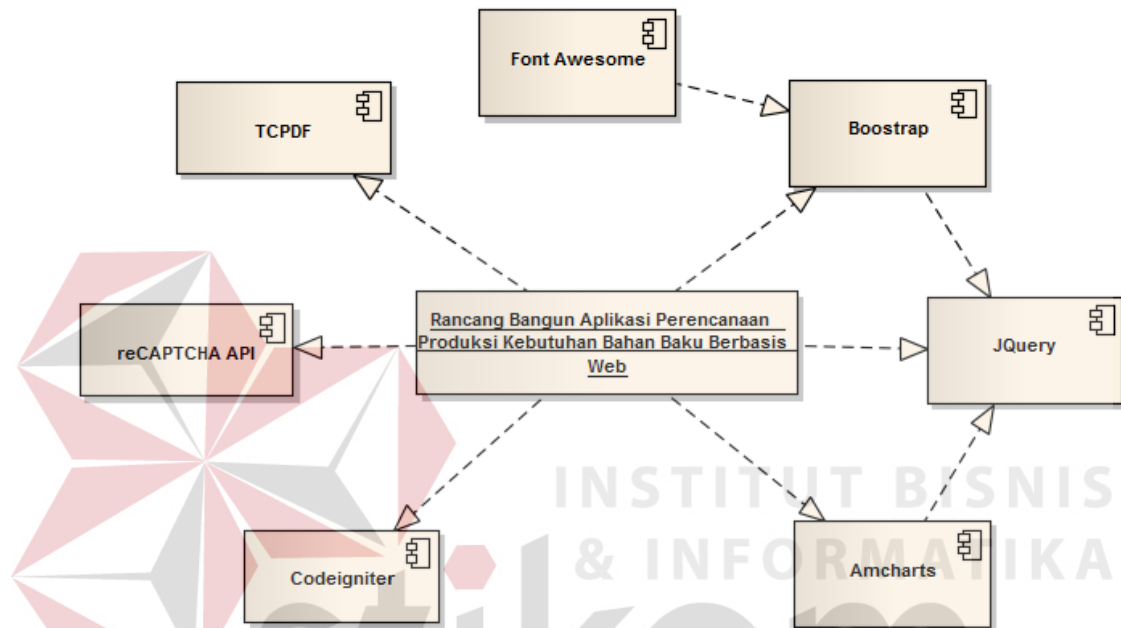 Font Awesome
TCPDF
Boostrap
Rancang Bangun Aplikasi Perencanaan
Produksi Kebutuhan Bahan Baku Berbasis
Web
reCAPTCHA API
JQuery
INSTITUT BISNIS
& INFORMATIKA
Codeigniter
Amcharts
stikom